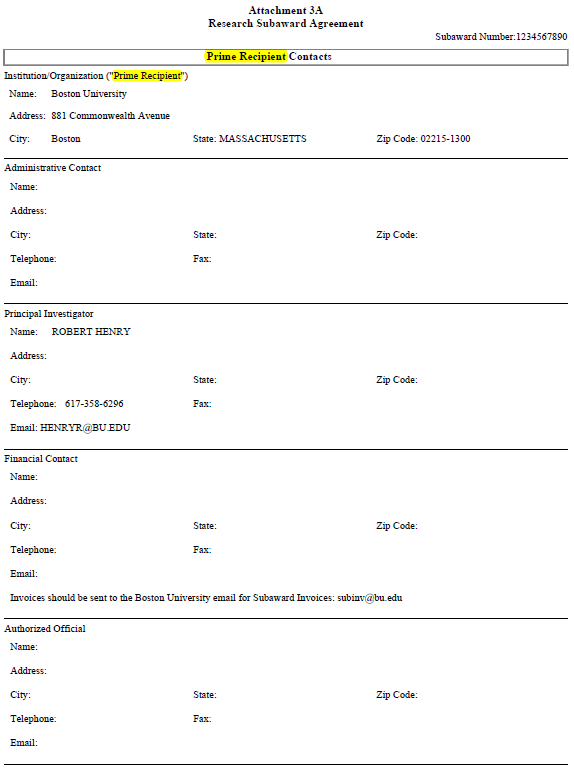 Attachment 3A
Research Subaward Agreement
Subaward Number:1234567890
Prime Recipient Contacts
Institution/Organization ("Prime Recipient")
Name: Boston University
Address: 881 Commonwealth Avenue
City: Boston State: MASSACHUSETTS Zip Code: 02215-1300
Administrative Contact
Name:
Address:
City: State: Zip Code:
Telephone: Fax:
Email:
Principal Investigator
Name: ROBERT HENRY
Address:
City: State: Zip Code:
Telephone: 617-358-6296 Fax:
Email: HENRYR@BU.EDU
Financial Contact
Name:
Address:
City: State: Zip Code:
Telephone: Fax:
Email:
Invoices should be sent to the Boston University email for Subaward Invoices: subinv@bu.edu
Authorized Official
Name:
Address:
City: State: Zip Code:
Telephone: Fax:
Email: